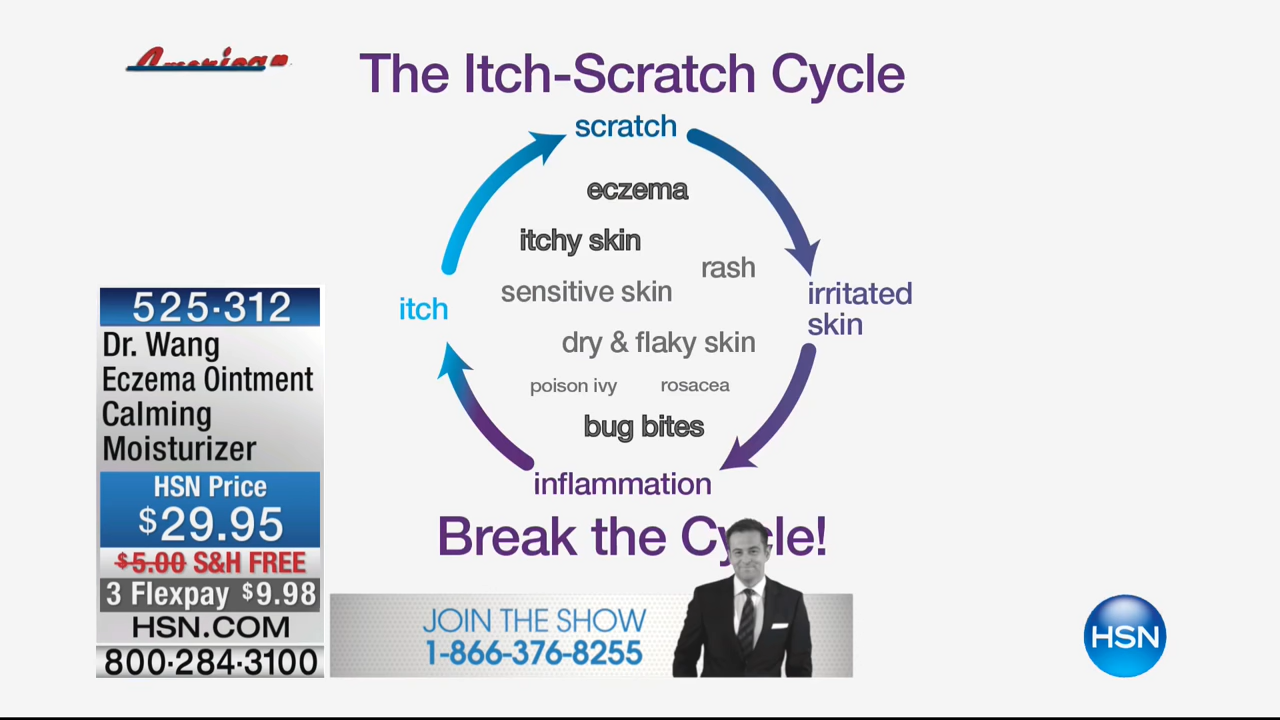 American
The Itch-Scratch Cycle
scratch
eczema
itchy skin
rash
sensitive skin
itch
irritated
skin
dry & flaky skin
poison ivy
rosacea
bug bites
inflammation
Break the Cycle!
525-312
Dr. Wang
Eczema Ointment
Calming
Moisturizer
HSN Price
$29.95
$5.00 S&H FREE
3 Flexpay $9.98
HSN.COM
800-284-3100
JOIN THE SHOW
1-866-376-8255
HSN